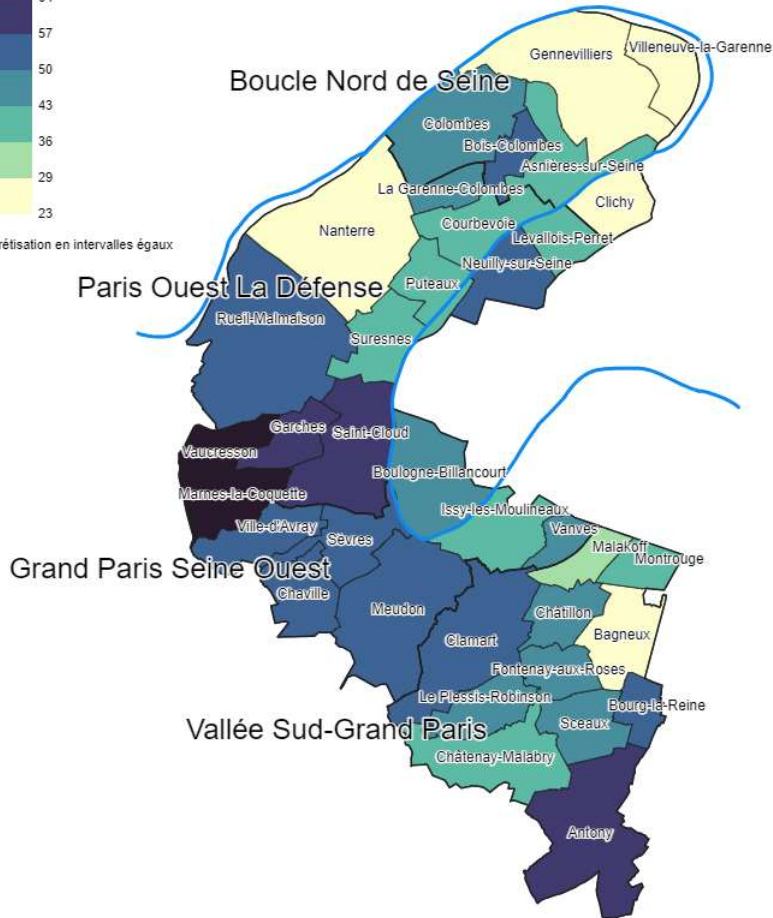 57
50
43
36
29
23
rétisation en intervalles égaux
Villeneuve-la-Garenne
Gennevilliers
Boucle Nord de Seine
Colombes
Bois-Colombes
Asnières-sur-Seine
La Garenne-Colombes
Clichy
Courbevoie
Nanterre
Levallois-Perret
Neuilly-sur-Seine
Paris Ouest La Défense
Puteaux
Rueil-Malmaison
Suresnes
Garches
Saint-Cloud
Vaucresson
Boulogne-Billancourt
Marnes-la-Coquette
Issy-les-Moulineaux
Ville-d'Avray
Vanves
Sèvres
Malakoff
Montrouge
Grand Paris Seine Ouest
Chaville
Meudon
Châtillon
Bagneux
Clamart
Fontenay-aux-Roses
Le Plessis-Robinson
Bourg-la-Reine
Sceaux
Vallée Sud-Grand Paris
Châtenay-Malabry
Antony